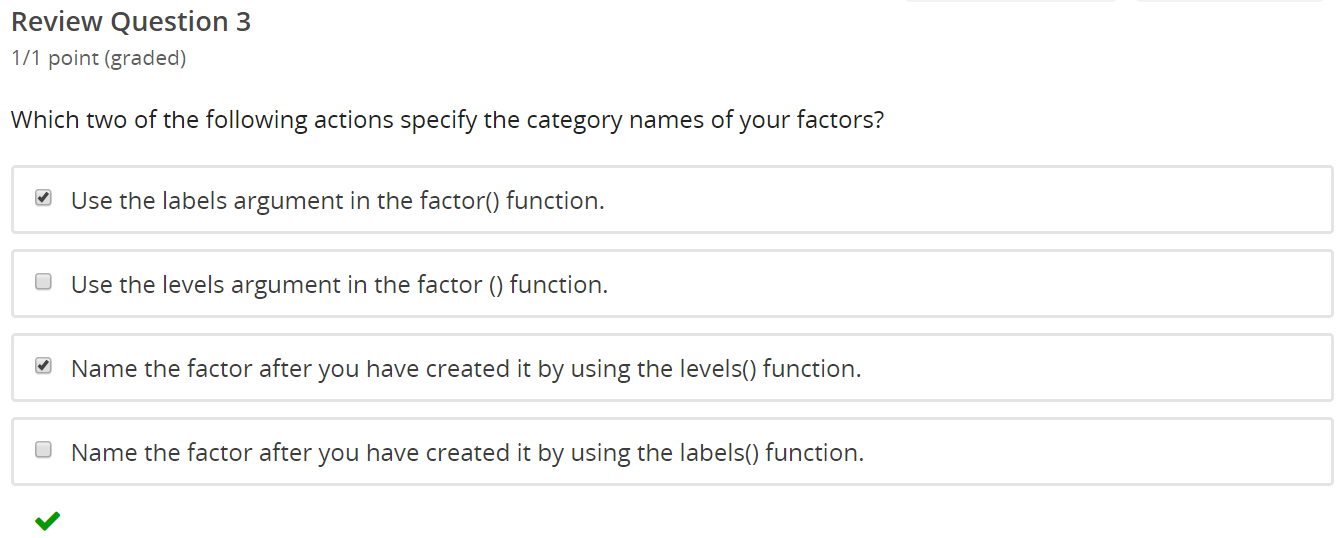 Review Question 3
1/1 point (graded)
Which two of the following actions specify the category names of your factors?
Use the labels argument in the factor() function.
Use the levels argument in the factor () function.
Name the factor after you have created it by using the levels() function.
Name the factor after you have created it by using the labels() function.